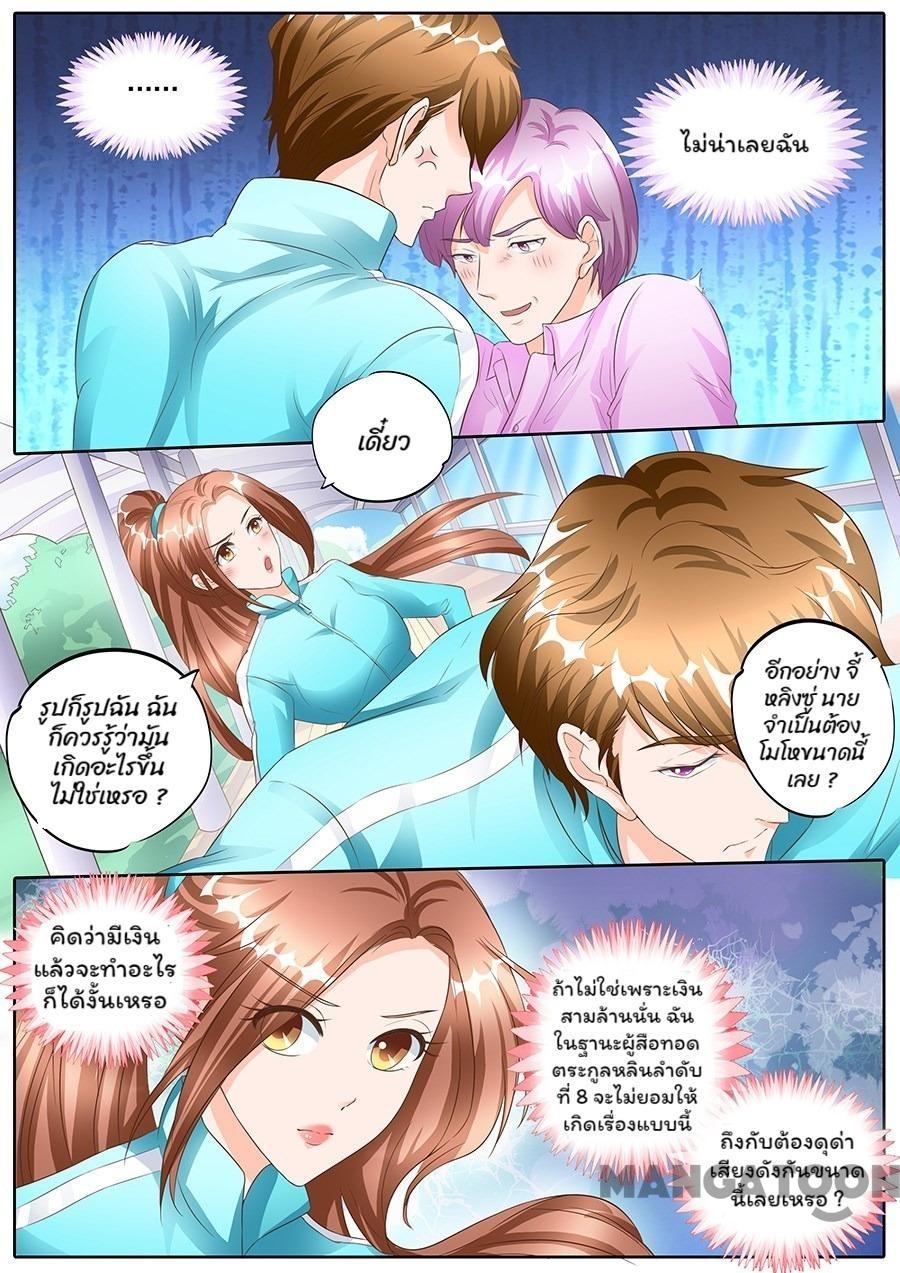 ......
ไม่น่าเลยฉัน
เดี๋ยว
รูปก็รูปฉัน ฉัน
ก็ควรรู้ว่ามัน
เกิดอะไรขึ้น
ไม่ใช่เหรอ ?
อีกอย่าง จี้
หลิงซู่ นาย
จำเป็นต้อง
โมโหขนาดนี้
เลย ?
คิดว่ามีเงิน
แล้วจะทำอะไร
ก็ได้งั้นเหรอ
ถ้าไม่ใช่เพราะเงิน
สามล้านนั่น ฉัน
ในฐานะผู้สือทอด
ตระกูลหลินลำดับ
ที่ 8 จะไม่ยอมให้
เกิดเรื่องแบบนี้
ถึงกับต้องดุด่า
เสียงดังกันขนาด
นี้เลยเหรอ ?
MANGATOON